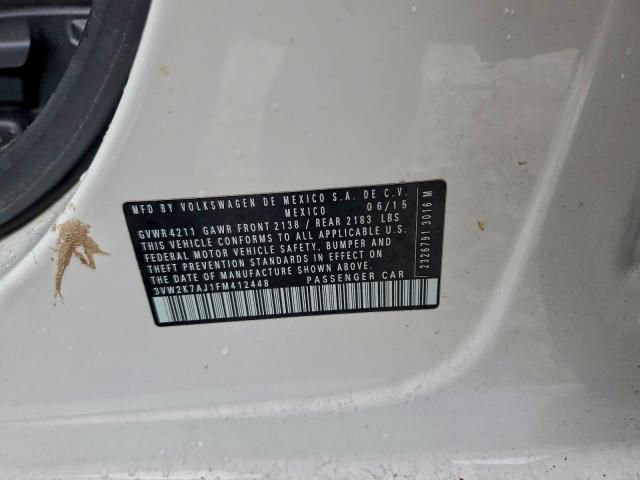 MFD BY VOLKSWAGEN DE MEXICO S.A. DE C.V.
MEXICO 06/15
GVWR4211 GAWR FRONT 2138 / REAR 2183 LBS
THIS VEHICLE CONFORMS TO ALL APPLICABLE U.S.
FEDERAL MOTOR VEHICLE SAFETY, BUMPER AND
THEFT PREVENTION STANDARDS IN EFFECT ON
THE DATE OF MANUFACTURE SHOWN ABOVE.
3VW2K7AJ1FM412448 PASSENGER CAR
2326791 3016 M